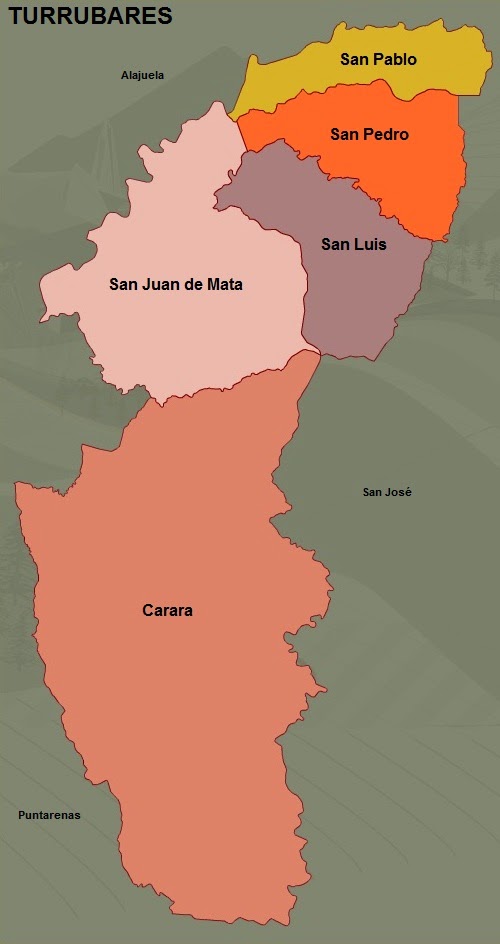 TURRUBARES
San Pablo
Alajuela
San Pedro
San Luis
San Juan de Mata
San José
Carara
Puntarenas